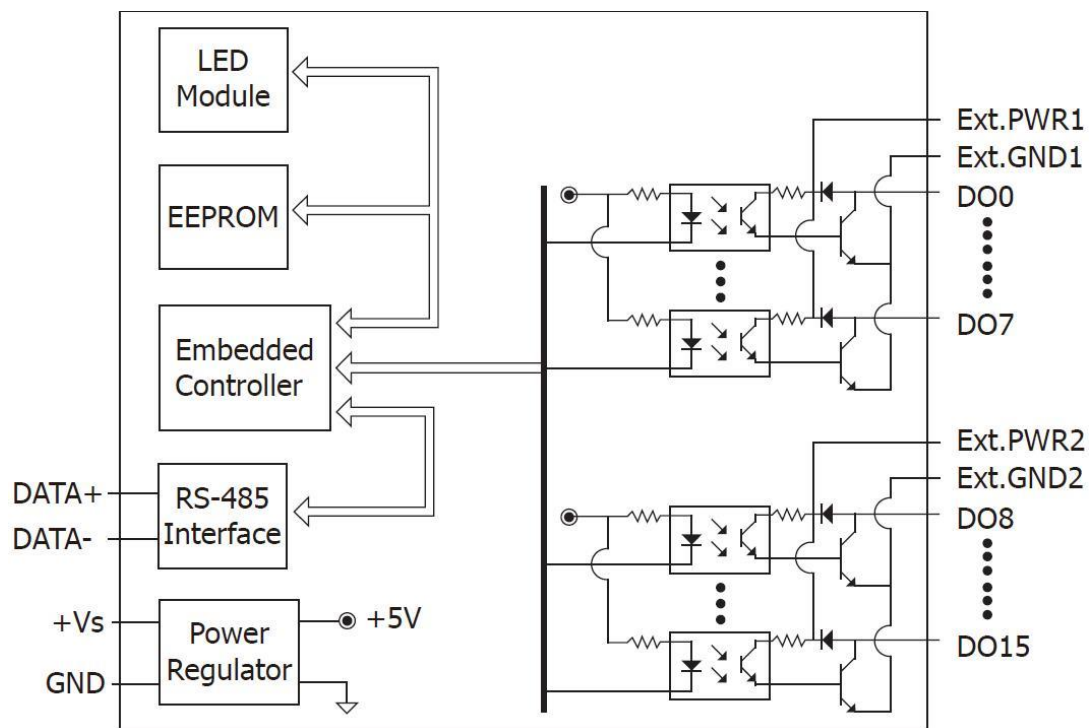 LED
Module
EEPROM
Embedded
Controller
DATA+
DATA-
RS-485
Interface
+Vs
GND
Power
Regulator
+5V
Ext.PWR1
Ext.GND1
DO0
DO7
Ext.PWR2
Ext.GND2
DO8
DO15